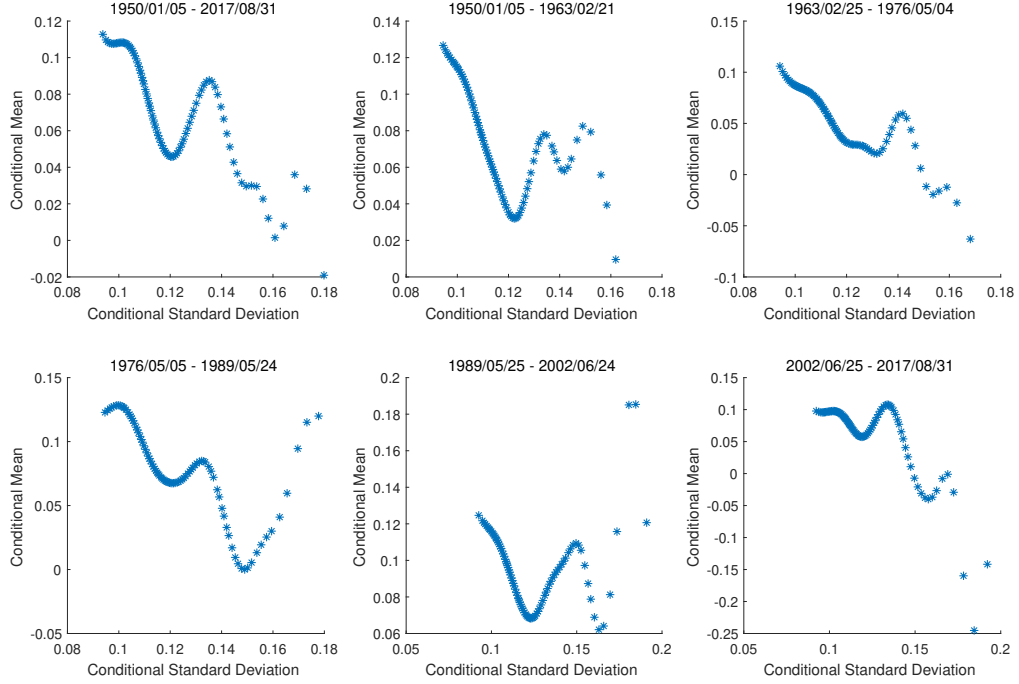 1950/01/05 - 2017/08/31
0.12
0.1
0.08
0.06
0.04
0.02
0
-0.02
Conditional Mean
0.08 0.1 0.12 0.14 0.16 0.18
Conditional Standard Deviation
1950/01/05 - 1963/02/21
0.14
0.12
0.1
0.08
0.06
0.04
0.02
0
Conditional Mean
0.08 0.1 0.12 0.14 0.16 0.18
Conditional Standard Deviation
1963/02/25 - 1976/05/04
0.15
0.1
0.05
0
-0.05
-0.1
Conditional Mean
0.08 0.1 0.12 0.14 0.16 0.18
Conditional Standard Deviation
1976/05/05 - 1989/05/24
0.15
0.1
0.05
0
-0.05
Conditional Mean
0.08 0.1 0.12 0.14 0.16 0.18
Conditional Standard Deviation
1989/05/25 - 2002/06/24
0.2
0.18
0.16
0.14
0.12
0.1
0.08
0.06
Conditional Mean
0.05 0.1 0.15 0.2
Conditional Standard Deviation
2002/06/25 - 2017/08/31
0.15
0.1
0.05
0
-0.05
-0.1
-0.15
-0.2
-0.25
Conditional Mean
0.05 0.1 0.15 0.2
Conditional Standard Deviation